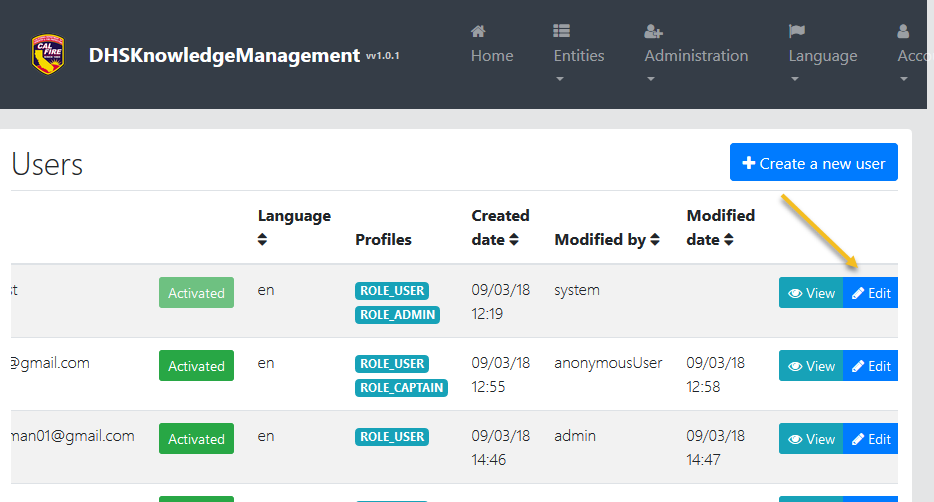 CAL FIRE
DHSKnowledgeManagement vv1.0.1
Home
Entities
Administration
Language
Acco
Users
Create a new user
Language
Profiles
Created date
Modified by
Modified date
st
Activated
en
ROLE_USER
ROLE_ADMIN
09/03/18
12:19
system
View
Edit
@gmail.com
Activated
en
ROLE_USER
ROLE_CAPTAIN
09/03/18
12:55
anonymousUser
09/03/18
12:58
View
Edit
man01@gmail.com
Activated
en
ROLE_USER
09/03/18
14:46
admin
09/03/18
14:47
View
Edit